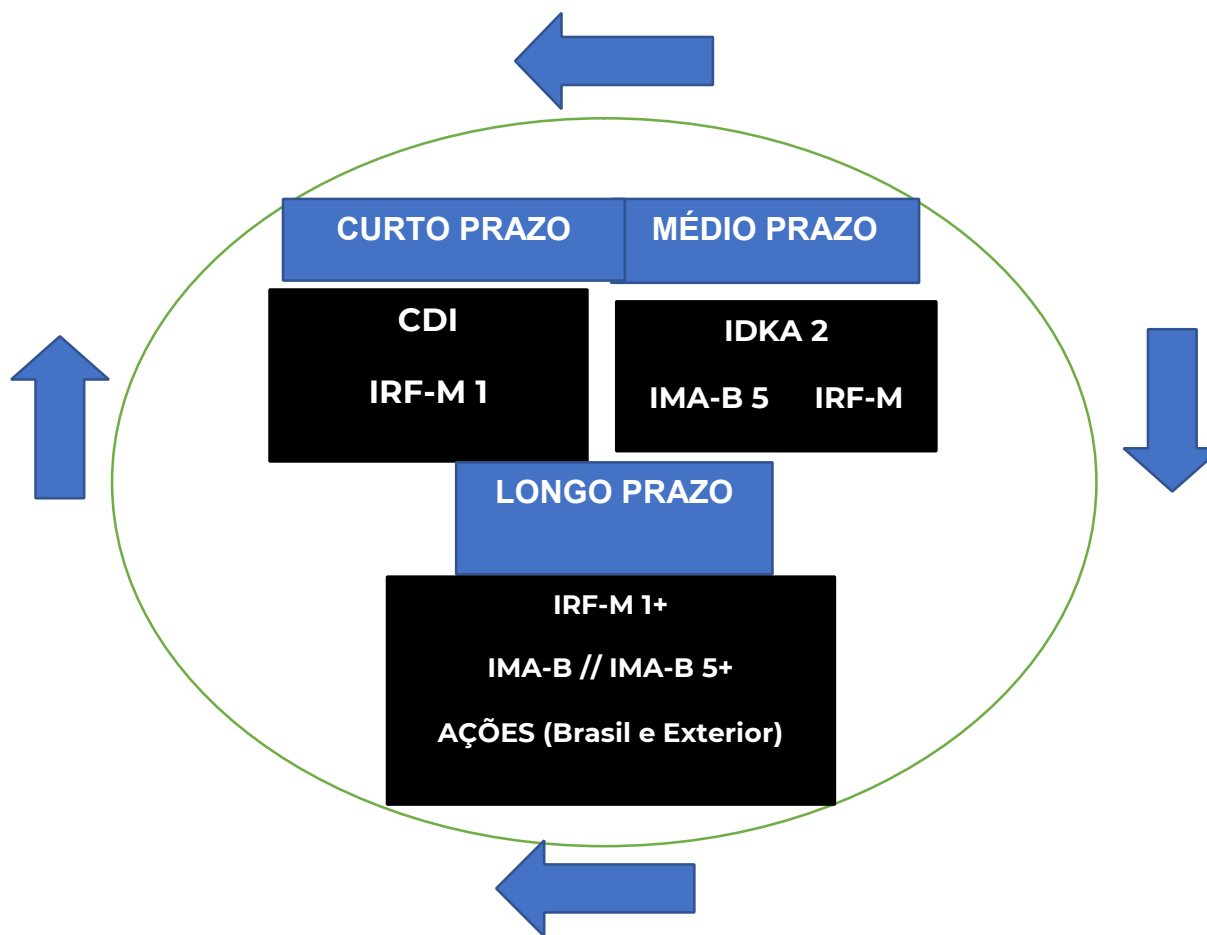 CURTO PRAZO
MÉDIO PRAZO
CDI
IRF-M 1
IDKA 2
IMA-B 5 IRF-M
LONGO PRAZO
IRF-M 1+
IMA-B // IMA-B 5+
AÇÕES (Brasil e Exterior)